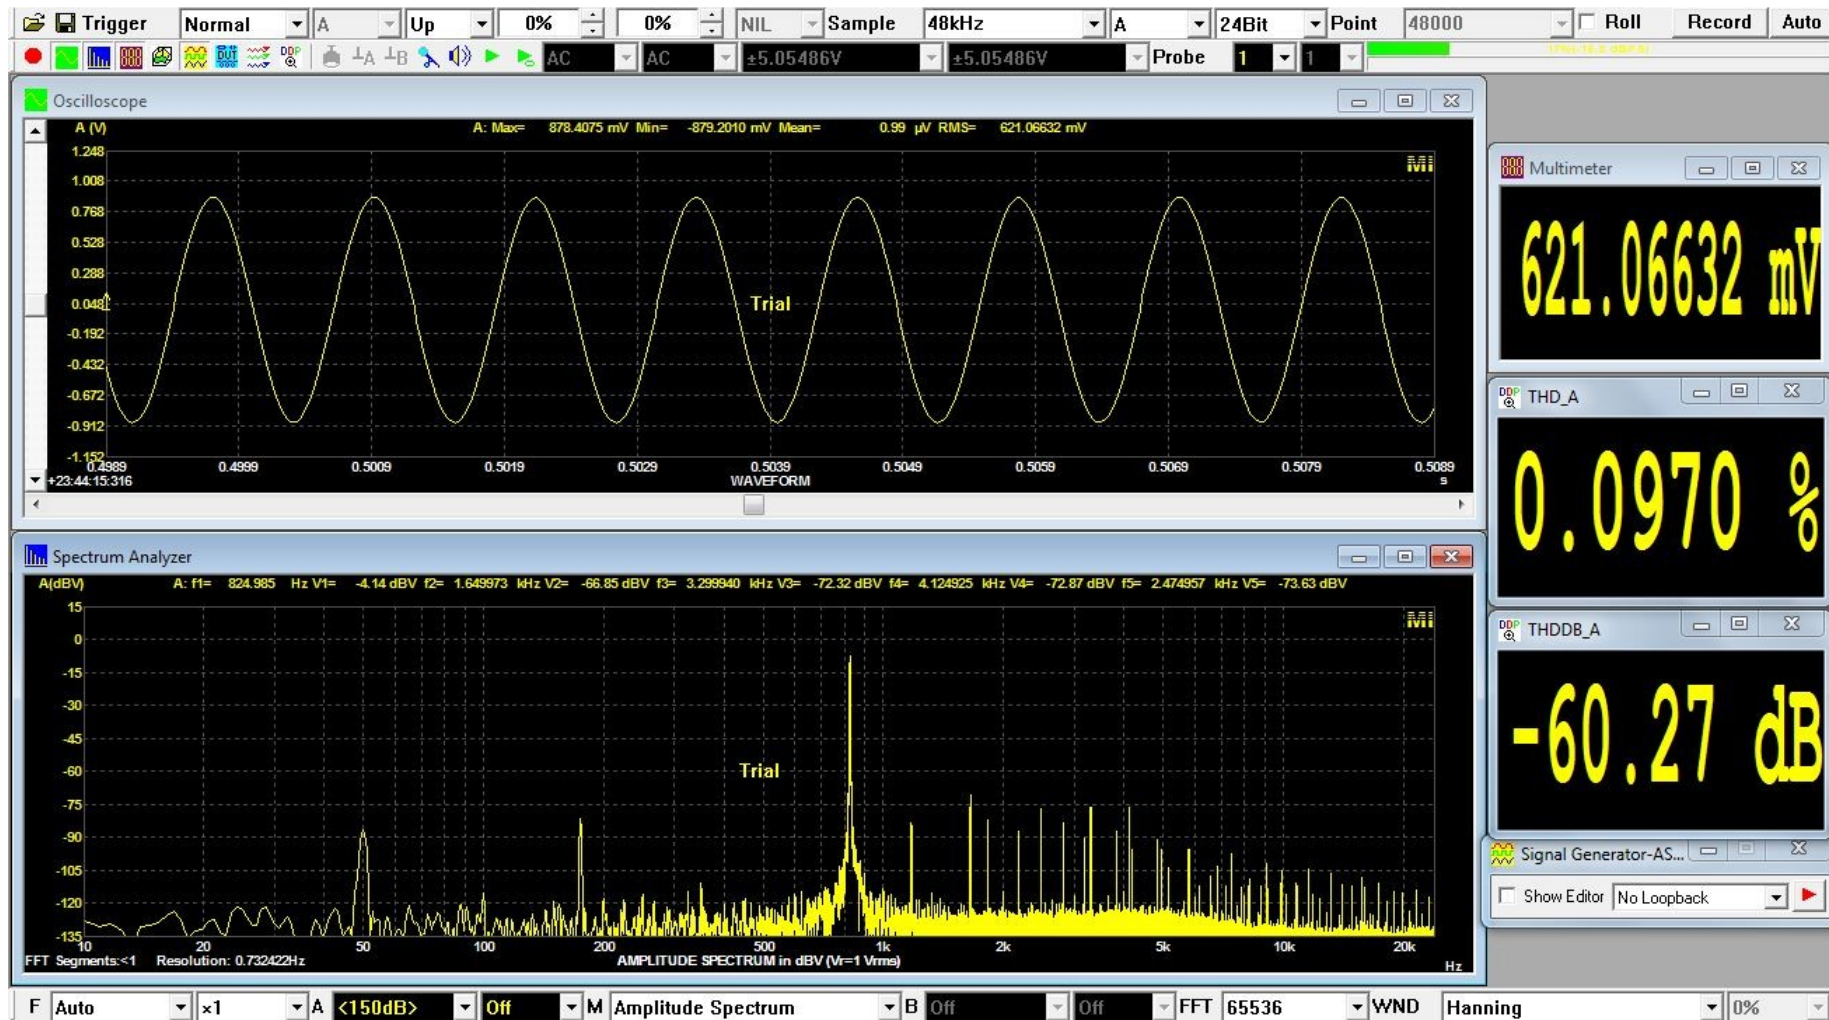 Trigger Normal A Up 0% 0% NIL Sample 48kHz A 24Bit Point 48000 Roll Record Auto
DUT DDP A B AC AC ±5.05486V ±5.05486V Probe 1 1
Oscilloscope
A (V) A: Max= 878.4075 mV Min= -879.2010 mV Mean= 0.99 µV RMS= 621.06632 mV
MI
1.248
1.008
0.768
0.528
0.288
0.048
-0.192
-0.432
-0.672
-0.912
-1.152
Trial
0.4989 0.4999 0.5009 0.5019 0.5029 0.5039 0.5049 0.5059 0.5069 0.5079 0.5089
+23:44:15:316 WAVEFORM s
Multimeter
621.06632 mV
DDP THD_A
0.0970 %
DDP THDDB_A
-60.27 dB
Signal Generator-AS...
Show Editor No Loopback
Spectrum Analyzer
A(dBV) A: f1= 824.985 Hz V1= -4.14 dBV f2= 1.649973 kHz V2= -66.85 dBV f3= 3.299940 kHz V3= -72.32 dBV f4= 4.124925 kHz V4= -72.87 dBV f5= 2.474957 kHz V5= -73.63 dBV
MI
15
0
-15
-30
-45
-60
-75
-90
-105
-120
-135
Trial
10 20 50 100 200 500 1k 2k 5k 10k 20k
FFT Segments:<1 Resolution: 0.732422Hz AMPLITUDE SPECTRUM in dBV (Vr=1 Vrms) Hz
F Auto ×1 A <150dB> Off M Amplitude Spectrum B Off Off FFT 65536 WND Hanning 0%